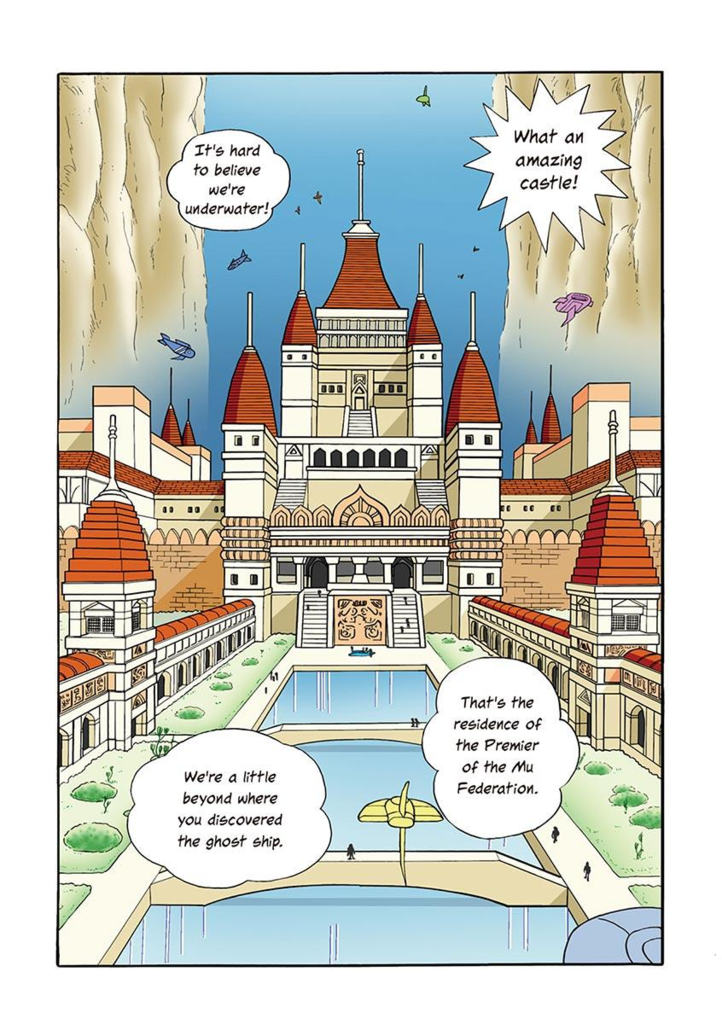 What an
amazing
castle!
It's hard
to believe
we're
underwater!
That's the
residence of
the Premier
of the Mu
Federation.
We're a little
beyond where
you discovered
the ghost ship.